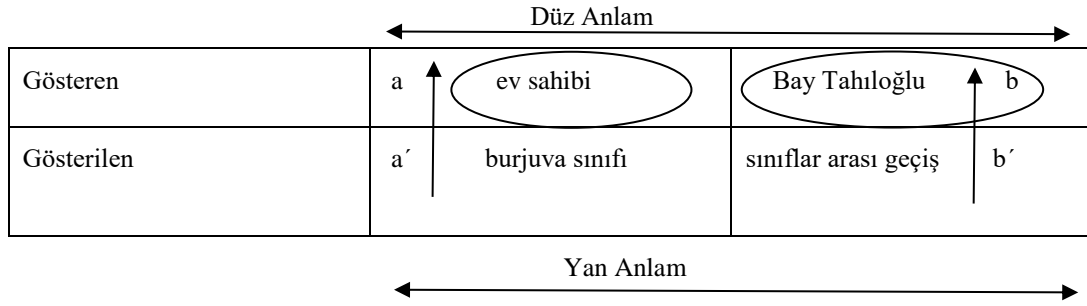 Düz Anlam
Gösteren a ev sahibi Bay Tahıloğlu b
Gösterilen a´ burjuva sınıfı sınıflar arası geçiş b´
Yan Anlam